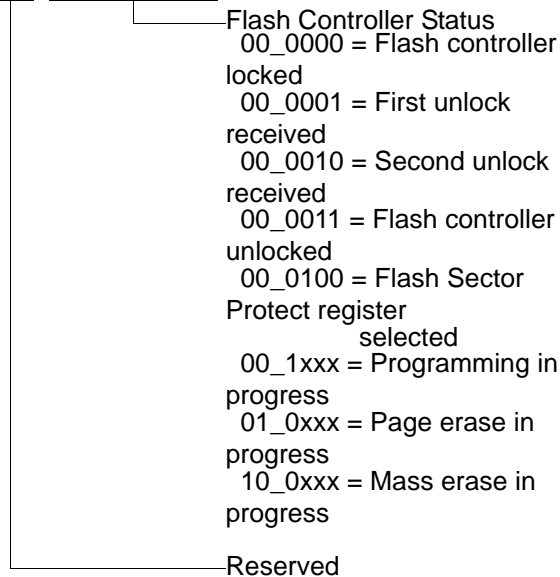 Flash Controller Status
00_0000 = Flash controller
locked
00_0001 = First unlock
received
00_0010 = Second unlock
received
00_0011 = Flash controller
unlocked
00_0100 = Flash Sector
Protect register
selected
00_1xxx = Programming in
progress
01_0xxx = Page erase in
progress
10_0xxx = Mass erase in
progress
Reserved